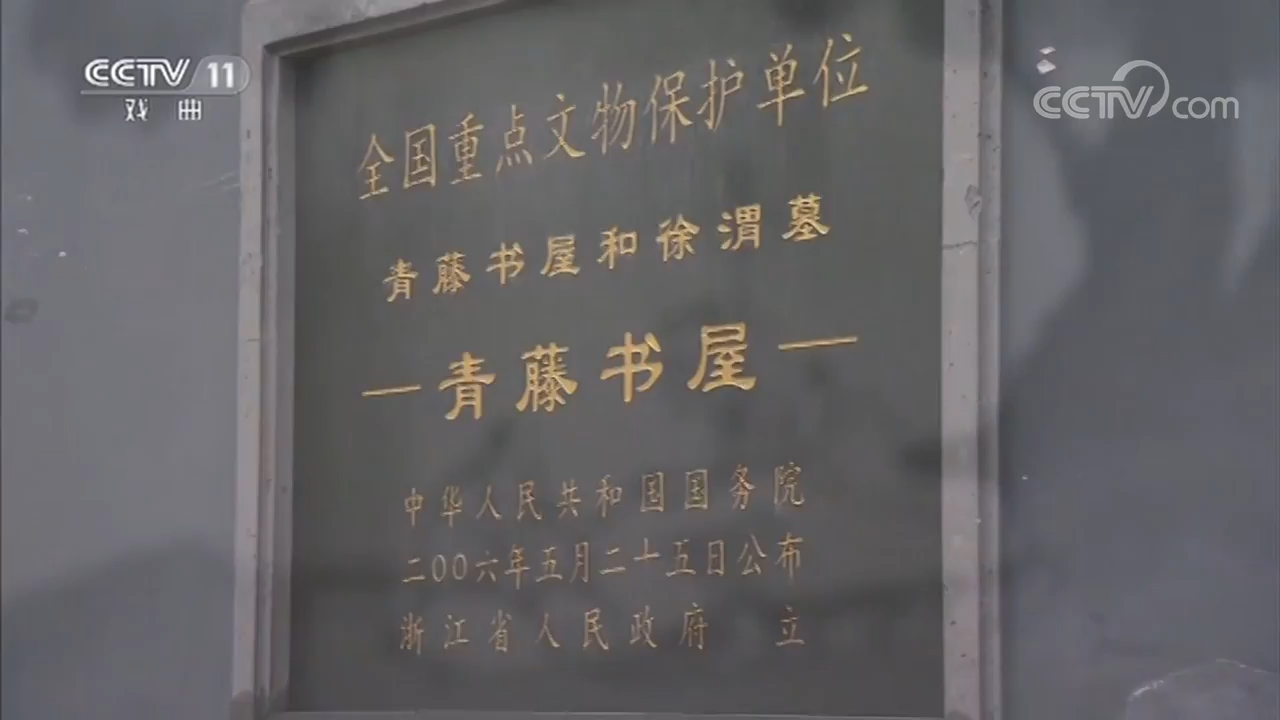 CCTV 11
戏曲
CCTV.com
全国重点文物保护单位
青藤书屋和徐渭墓
—青藤书屋—
中华人民共和国国务院
二〇〇六年五月二十五日公布
浙江省人民政府 立